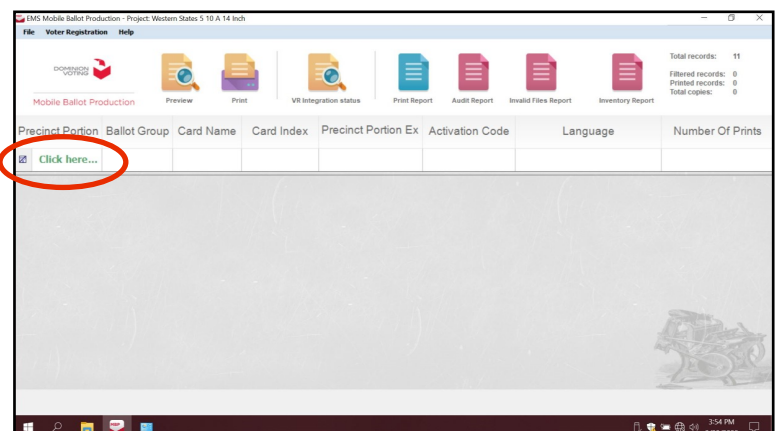 EMS Mobile Ballot Production - Project: Western States 5 10 A 14 Inch
File Voter Registration Help
DOMINION
VOTING
Mobile Ballot Production
Preview
Print
VR Integration status
Print Report
Audit Report
Invalid Files Report
Inventory Report
Total records: 11
Filtered records: 0
Printed records: 0
Total copies: 0
Precinct Portion Ballot Group Card Name Card Index Precinct Portion Ex Activation Code Language Number Of Prints
Click here...
MBP
3:54 PM